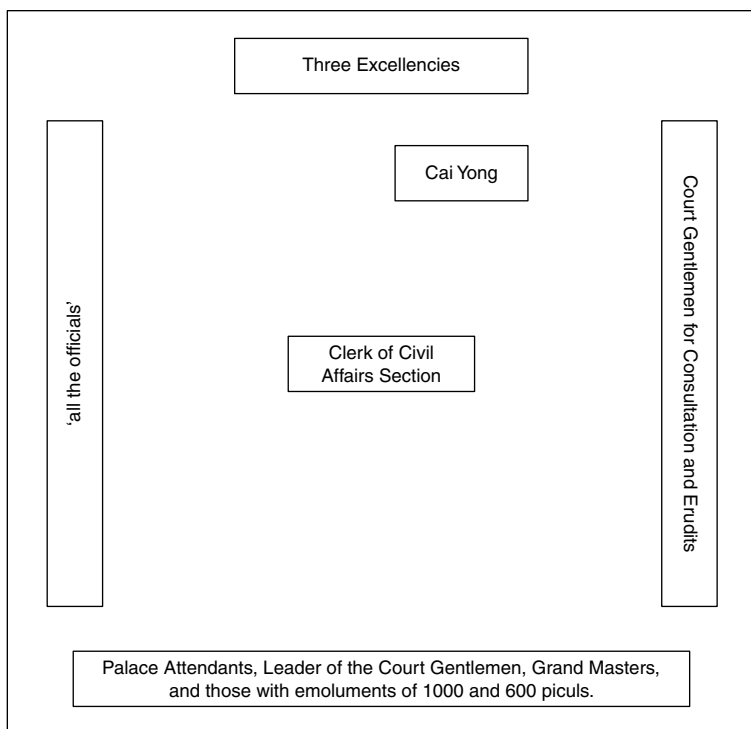 Three Excellencies
Cai Yong
‘all the officials’
Court Gentlemen for Consultation and Erudits
Clerk of Civil
Affairs Section
Palace Attendants, Leader of the Court Gentlemen, Grand Masters,
and those with emoluments of 1000 and 600 piculs.